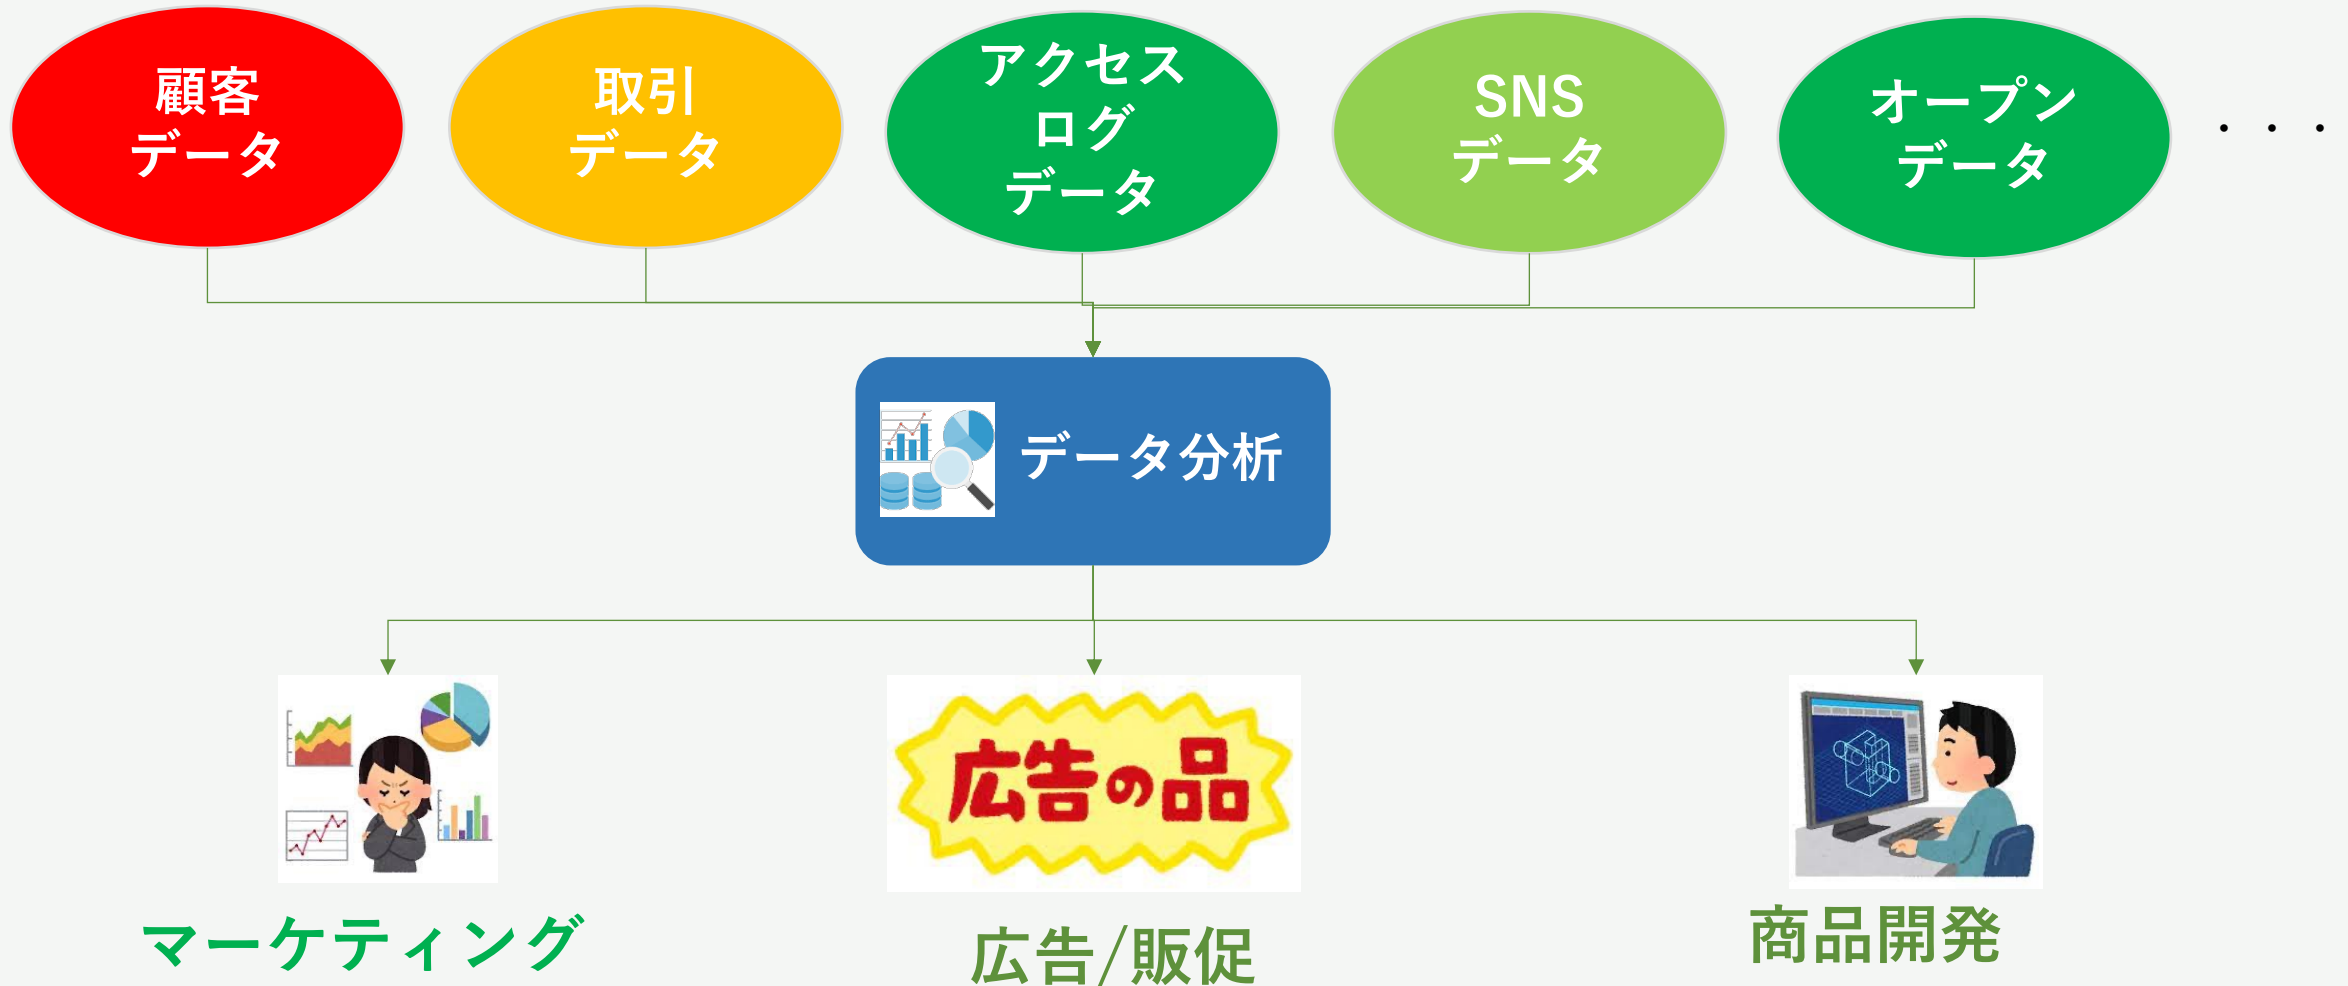 顧客
データ
取引
データ
アクセス
ログ
データ
SNS
データ
オープン
データ
・・・
データ分析
広告の品
マーケティング
広告/販促
商品開発